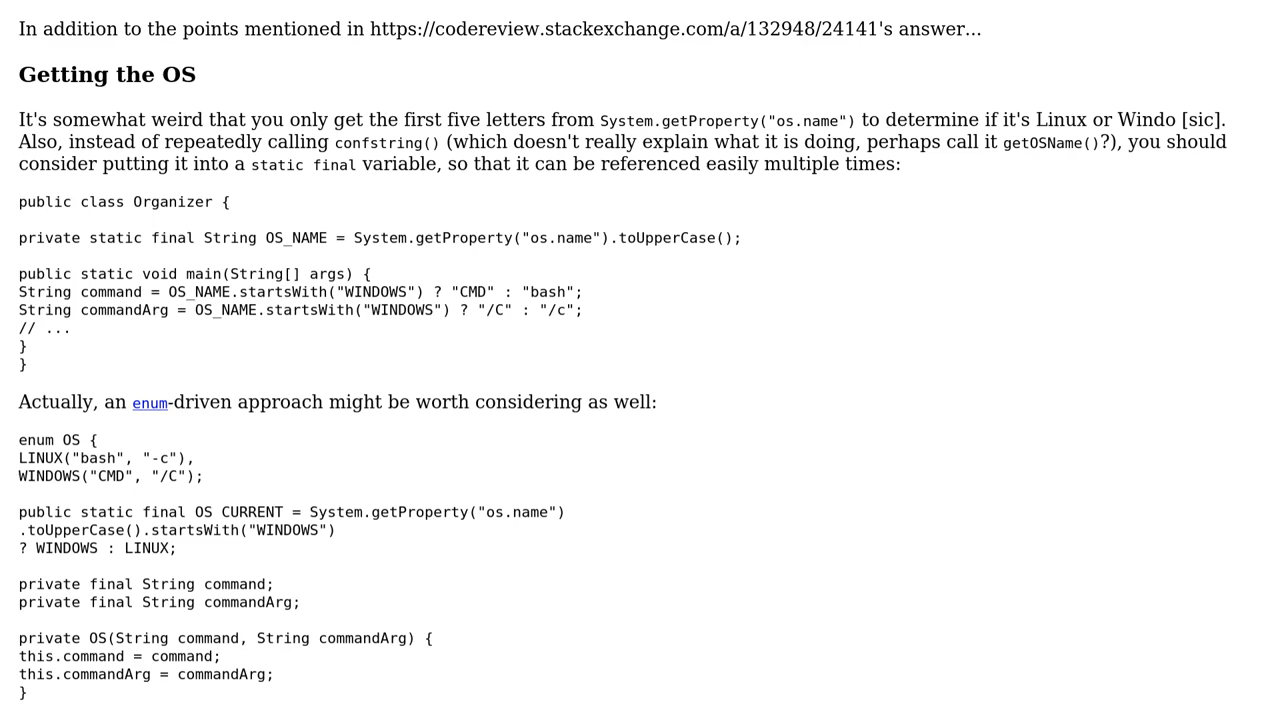 In addition to the points mentioned in https://codereview.stackexchange.com/a/132948/24141's answer...
Getting the OS
It's somewhat weird that you only get the first five letters from System.getProperty("os.name") to determine if it's Linux or Windo [sic].
Also, instead of repeatedly calling confstring() (which doesn't really explain what it is doing, perhaps call it getOSName()?), you should
consider putting it into a static final variable, so that it can be referenced easily multiple times:
public class Organizer {
private static final String OS_NAME = System.getProperty("os.name").toUpperCase();
public static void main(String[] args) {
String command = OS_NAME.startsWith("WINDOWS") ? "CMD" : "bash";
String commandArg = OS_NAME.startsWith("WINDOWS") ? "/C" : "/c";
// ...
}
}
Actually, an enum-driven approach might be worth considering as well:
enum OS {
LINUX("bash", "-c"),
WINDOWS("CMD", "/C");
public static final OS CURRENT = System.getProperty("os.name")
.toUpperCase().startsWith("WINDOWS")
? WINDOWS : LINUX;
private final String command;
private final String commandArg;
private OS(String command, String commandArg) {
this.command = command;
this.commandArg = commandArg;
}